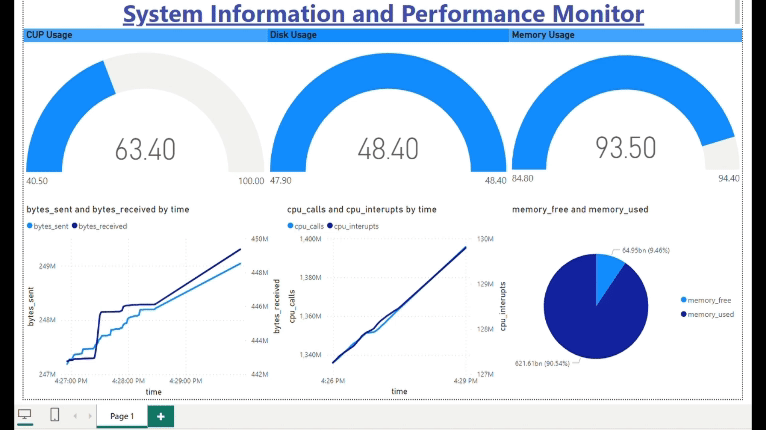 System Information and Performance Monitor
CUP Usage
Disk Usage
Memory Usage
63.40
40.50
100.00
48.40
47.90
48.40
93.50
84.80
94.40
bytes_sent and bytes_received by time
bytes_sent bytes_received
450M
249M
448M
446M
248M
444M
247M
442M
bytes_sent
bytes_received
4:27:00 PM
4:28:00 PM
4:29:00 PM
time
cpu_calls and cpu_interupts by time
cpu_calls cpu_interupts
1,400M
130M
1,380M
129M
1,360M
128M
1,340M
127M
cpu_calls
cpu_interupts
4:26 PM
4:29 PM
time
memory_free and memory_used
64.95bn (9.46%)
memory_free
memory_used
621.61bn (90.54%)
Page 1
+